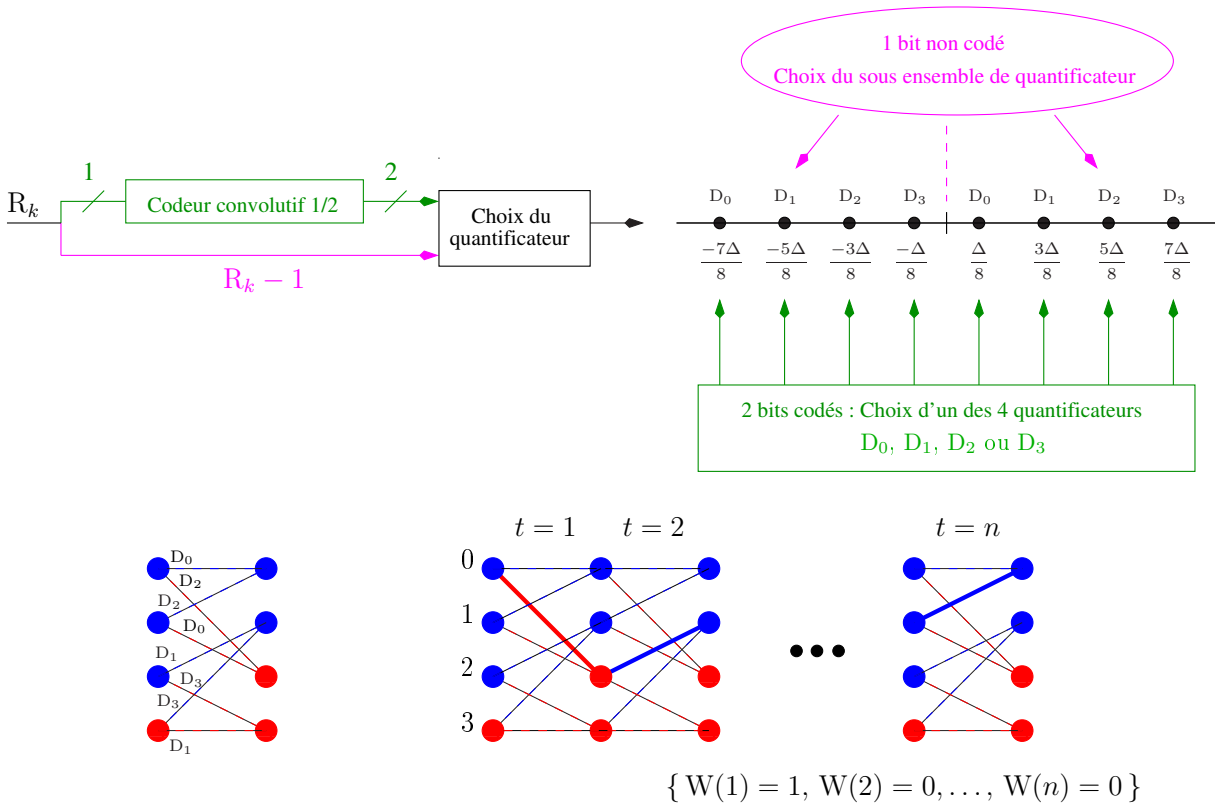 1 bit non codé
Choix du sous ensemble de quantificateur
R_k
1
Codeur convolutif 1/2
2
R_k − 1
Choix du
quantificateur
D_0 D_1 D_2 D_3 D_0 D_1 D_2 D_3
-7Δ/8 -5Δ/8 -3Δ/8 -Δ/8 Δ/8 3Δ/8 5Δ/8 7Δ/8
2 bits codés : Choix d'un des 4 quantificateurs
D_0, D_1, D_2 ou D_3
D_0
D_2
D_2
D_0
D_1
D_3
D_3
D_1
t = 1 t = 2 t = n
0
1
2
3
{ W(1) = 1, W(2) = 0, . . . , W(n) = 0 }